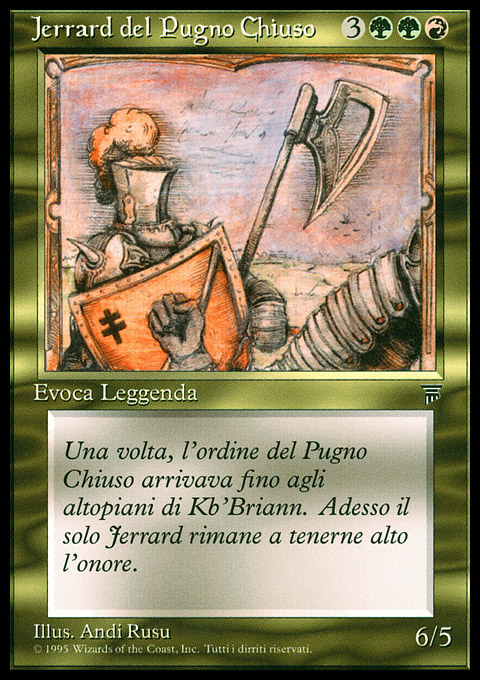 Jerrard del Pugno Chiuso 3
Evoca Leggenda
Una volta, l'ordine del Pugno
Chiuso arrivava fino agli
altopiani di Kb'Briann. Adesso il
solo Jerrard rimane a tenerne alto
l'onore.
Illus. Andi Rusu
6/5
© 1995 Wizards of the Coast, Inc. Tutti i dirriti riservati.